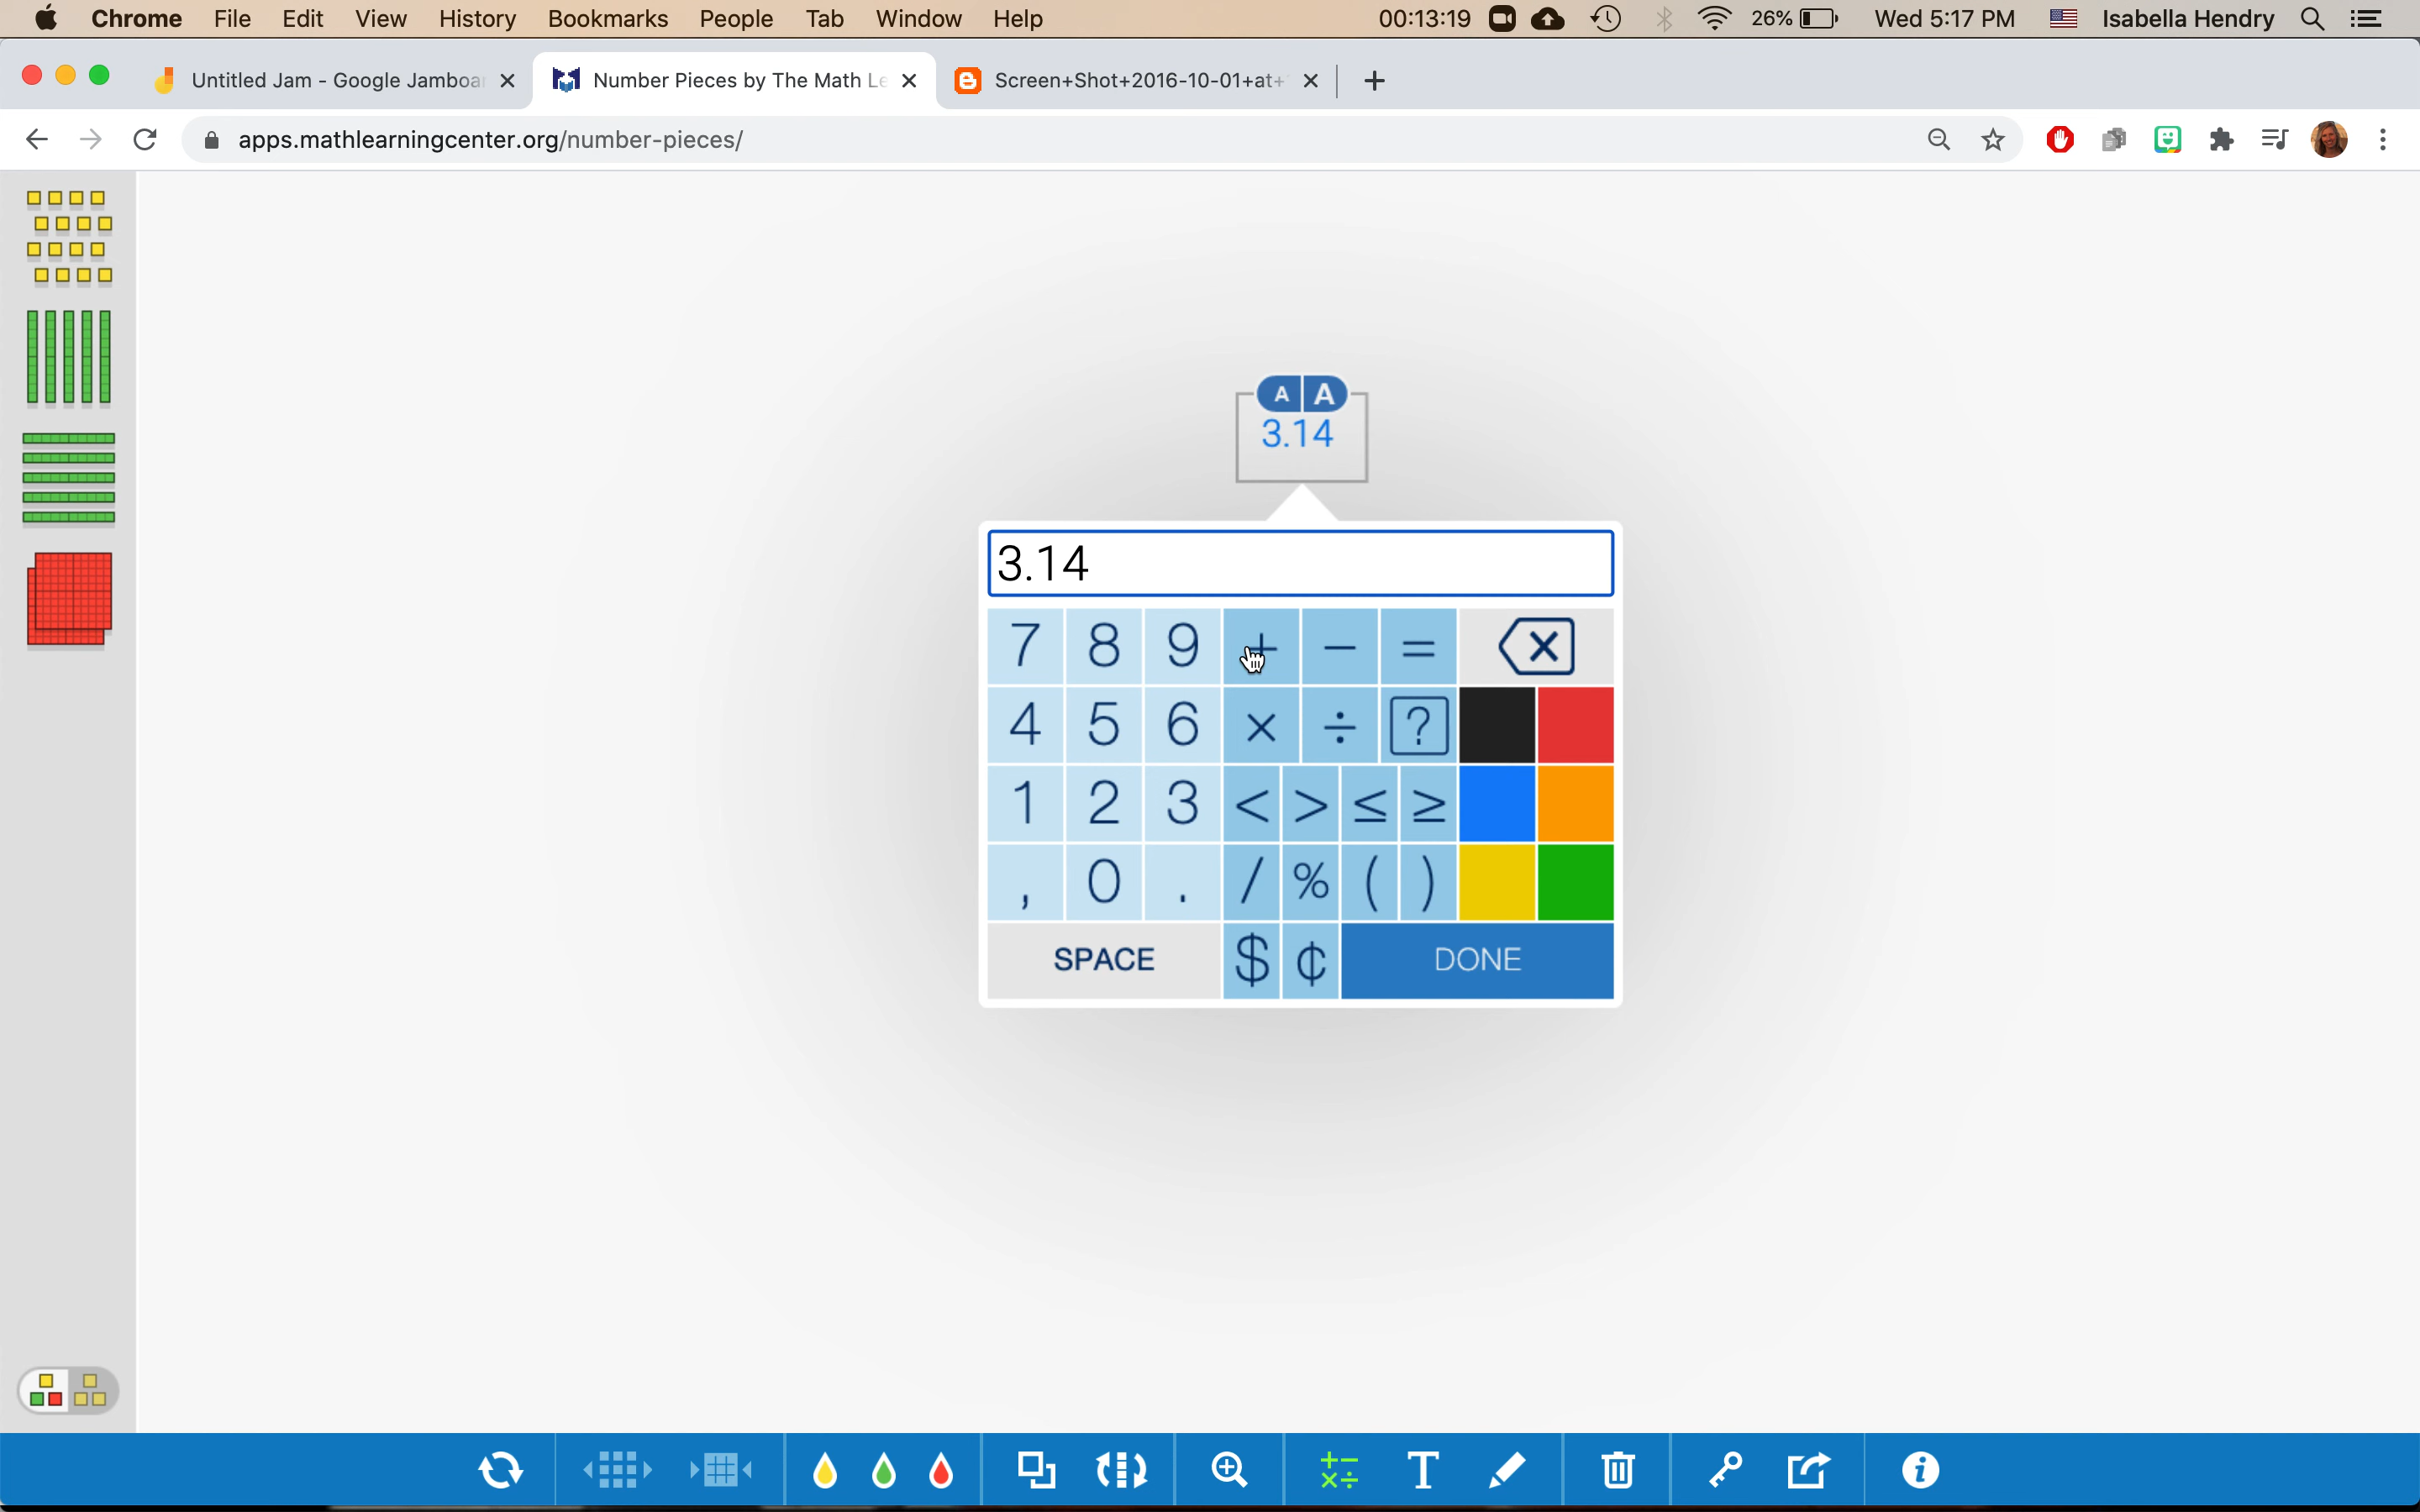 Chrome File Edit View History Bookmarks People Tab Window Help 00:13:19 26% Wed 5:17 PM Isabella Hendry
Untitled Jam - Google Jamboar Number Pieces by The Math Le Screen+Shot+2016-10-01+at+
apps.mathlearningcenter.org/number-pieces/
A A
3.14
3.14
7 8 9 + − =
4 5 6 × ÷ ?
1 2 3 < > ≤ ≥
, 0 . / % ( )
SPACE $ ¢ DONE
T